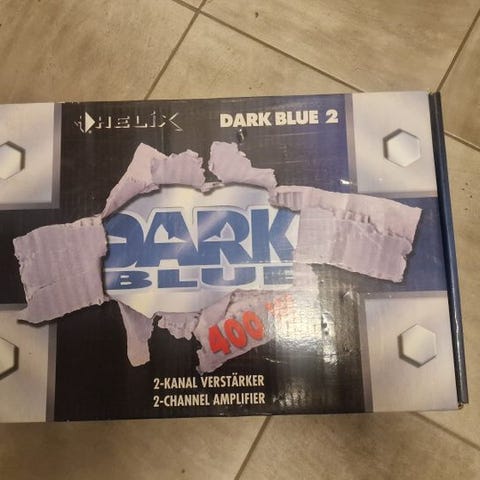 HELIX
DARK BLUE 2
DARK
BLUE
400
2-KANAL VERSTÄRKER
2-CHANNEL AMPLIFIER